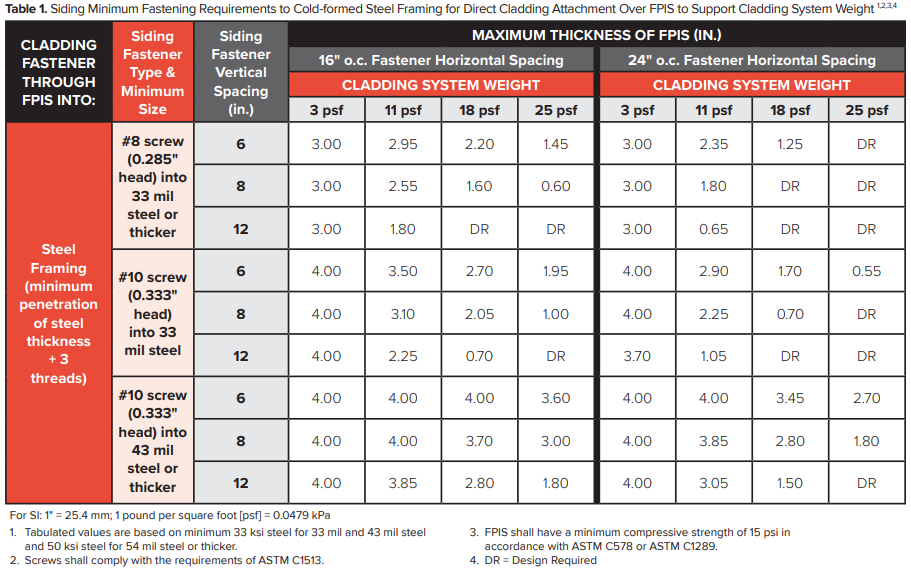 Table 1. Siding Minimum Fastening Requirements to Cold-formed Steel Framing for Direct Cladding Attachment Over FPIS to Support Cladding System Weight 1,2,3,4
CLADDING FASTENER THROUGH FPIS INTO:
Siding Fastener Type & Minimum Size
Siding Fastener Vertical Spacing (in.)
MAXIMUM THICKNESS OF FPIS (IN.)
16" o.c. Fastener Horizontal Spacing 24" o.c. Fastener Horizontal Spacing
CLADDING SYSTEM WEIGHT CLADDING SYSTEM WEIGHT
3 psf 11 psf 18 psf 25 psf 3 psf 11 psf 18 psf 25 psf
Steel Framing (minimum penetration of steel thickness + 3 threads)
#8 screw (0.285" head) into 33 mil steel or thicker
6 3.00 2.95 2.20 1.45 3.00 2.35 1.25 DR
8 3.00 2.55 1.60 0.60 3.00 1.80 DR DR
12 3.00 1.80 DR DR 3.00 0.65 DR DR
#10 screw (0.333" head) into 33 mil steel
6 4.00 3.50 2.70 1.95 4.00 2.90 1.70 0.55
8 4.00 3.10 2.05 1.00 4.00 2.25 0.70 DR
12 4.00 2.25 0.70 DR 3.70 1.05 DR DR
#10 screw (0.333" head) into 43 mil steel or thicker
6 4.00 4.00 4.00 3.60 4.00 4.00 3.45 2.70
8 4.00 4.00 3.70 3.00 4.00 3.85 2.80 1.80
12 4.00 3.85 2.80 1.80 4.00 3.05 1.50 DR
For SI: 1" = 25.4 mm; 1 pound per square foot [psf] = 0.0479 kPa
1. Tabulated values are based on minimum 33 ksi steel for 33 mil and 43 mil steel
and 50 ksi steel for 54 mil steel or thicker.
2. Screws shall comply with the requirements of ASTM C1513.
3. FPIS shall have a minimum compressive strength of 15 psi in
accordance with ASTM C578 or ASTM C1289.
4. DR = Design Required